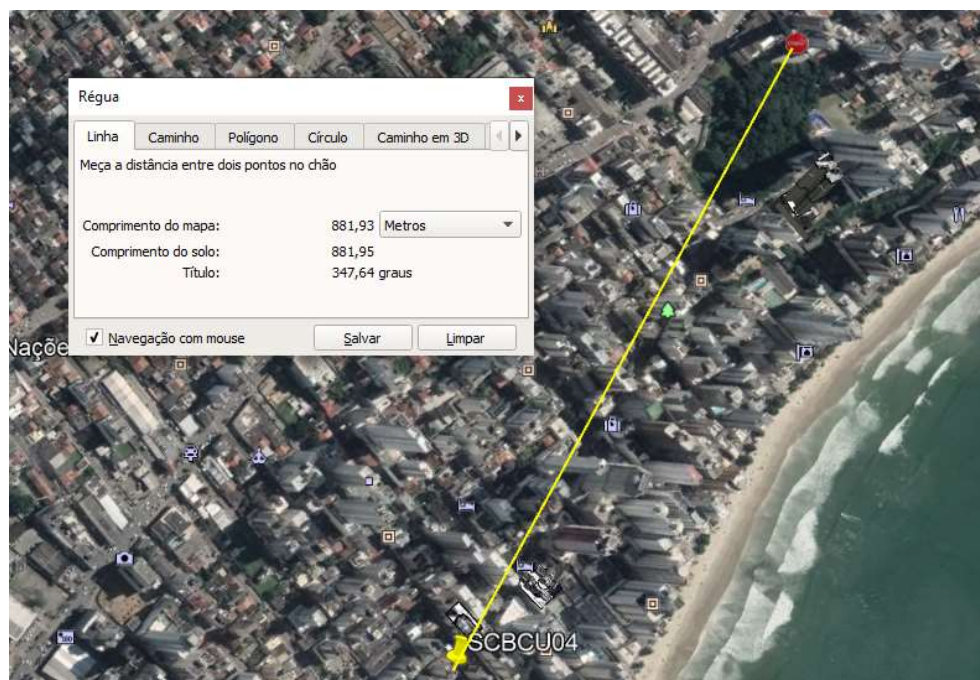 Régua
x
Linha Caminho Polígono Círculo Caminho em 3D
Meça a distância entre dois pontos no chão
Comprimento do mapa: 881,93 Metros
Comprimento do solo: 881,95
Título: 347,64 graus
Navegação com mouse Salvar Limpar
Naçõe
SCBCU04